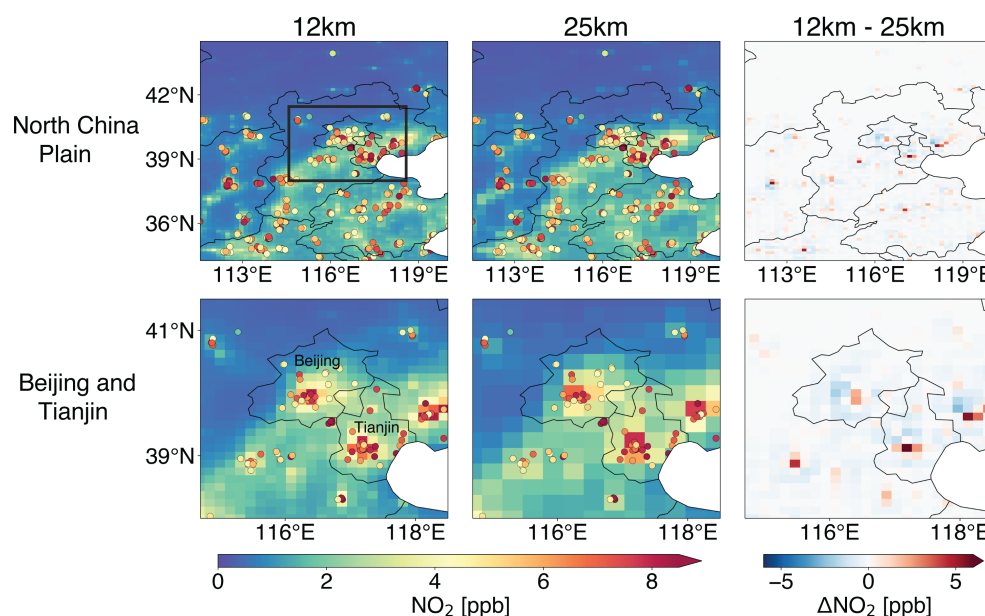 12km 25km 12km - 25km
North China
Plain
42°N
39°N
36°N
113°E 116°E 119°E 113°E 116°E 119°E 113°E 116°E 119°E
Beijing and
Tianjin
41°N
39°N
Beijing
Tianjin
116°E 118°E 116°E 118°E 116°E 118°E
0 2 4 6 8 −5 0 5
NO₂ [ppb] ΔNO₂ [ppb]